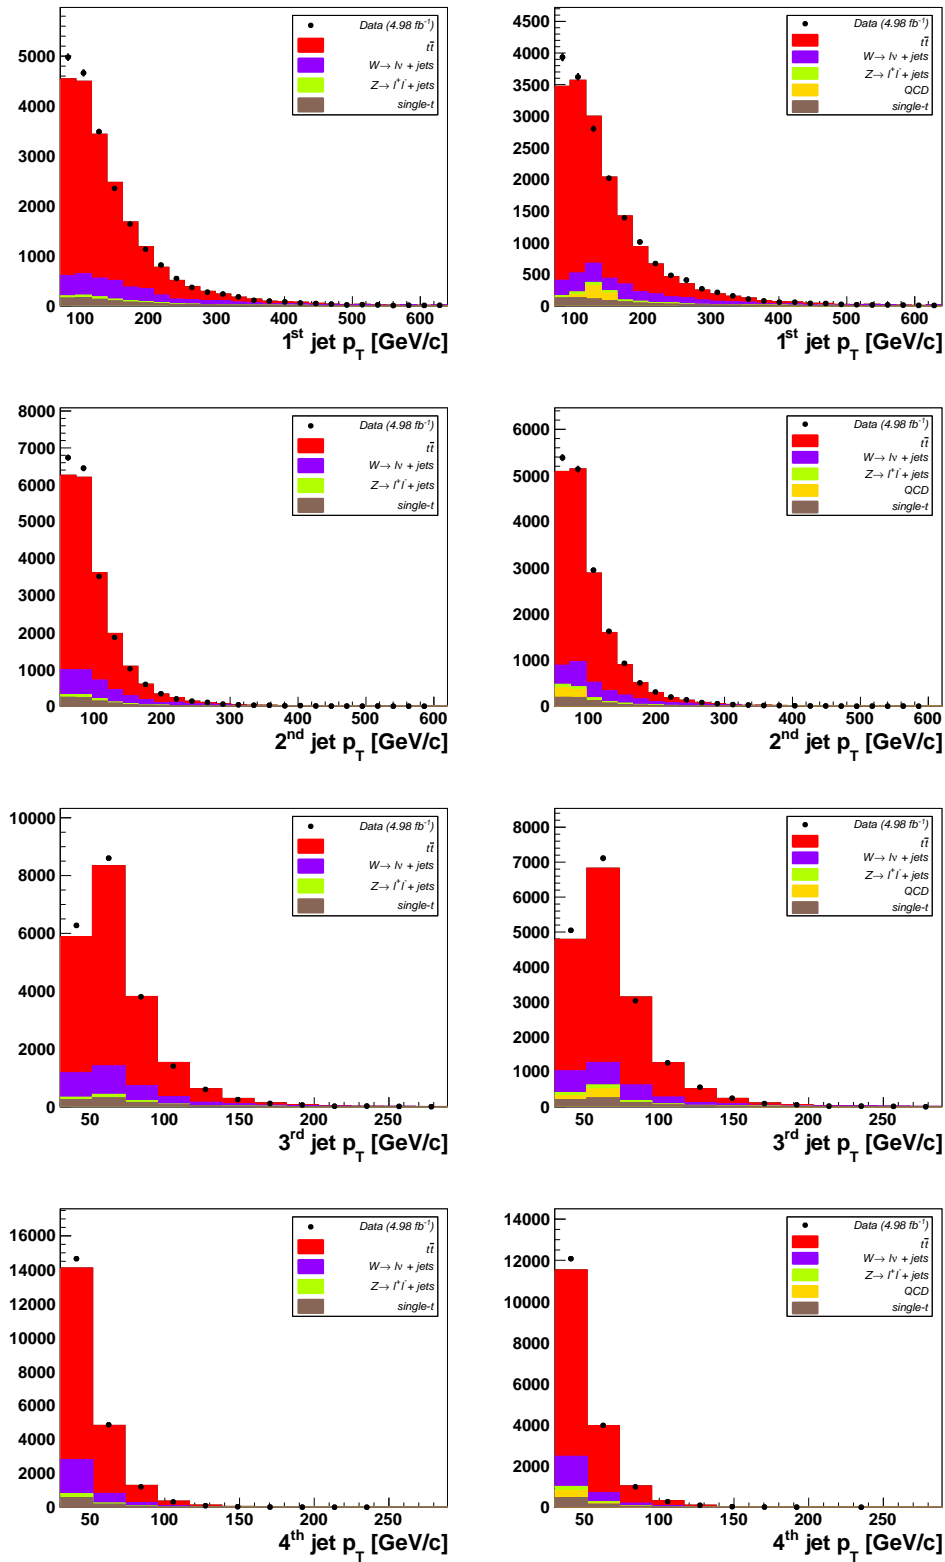 5000
4000
3000
2000
1000
0
100 200 300 400 500 600
1st jet pT [GeV/c]
Data (4.98 fb-1)
tt̄
W→ lν + jets
Z→ l+l- + jets
single-t
4500
4000
3500
3000
2500
2000
1500
1000
500
0
100 200 300 400 500 600
1st jet pT [GeV/c]
Data (4.98 fb-1)
tt̄
W→ lν + jets
Z→ l+l- + jets
QCD
single-t
8000
7000
6000
5000
4000
3000
2000
1000
0
100 200 300 400 500 600
2nd jet pT [GeV/c]
Data (4.98 fb-1)
tt̄
W→ lν + jets
Z→ l+l- + jets
single-t
6000
5000
4000
3000
2000
1000
0
100 200 300 400 500 600
2nd jet pT [GeV/c]
Data (4.98 fb-1)
tt̄
W→ lν + jets
Z→ l+l- + jets
QCD
single-t
10000
8000
6000
4000
2000
0
50 100 150 200 250
3rd jet pT [GeV/c]
Data (4.98 fb-1)
tt̄
W→ lν + jets
Z→ l+l- + jets
single-t
8000
7000
6000
5000
4000
3000
2000
1000
0
50 100 150 200 250
3rd jet pT [GeV/c]
Data (4.98 fb-1)
tt̄
W→ lν + jets
Z→ l+l- + jets
QCD
single-t
16000
14000
12000
10000
8000
6000
4000
2000
0
50 100 150 200 250
4th jet pT [GeV/c]
Data (4.98 fb-1)
tt̄
W→ lν + jets
Z→ l+l- + jets
single-t
14000
12000
10000
8000
6000
4000
2000
0
50 100 150 200 250
4th jet pT [GeV/c]
Data (4.98 fb-1)
tt̄
W→ lν + jets
Z→ l+l- + jets
QCD
single-t